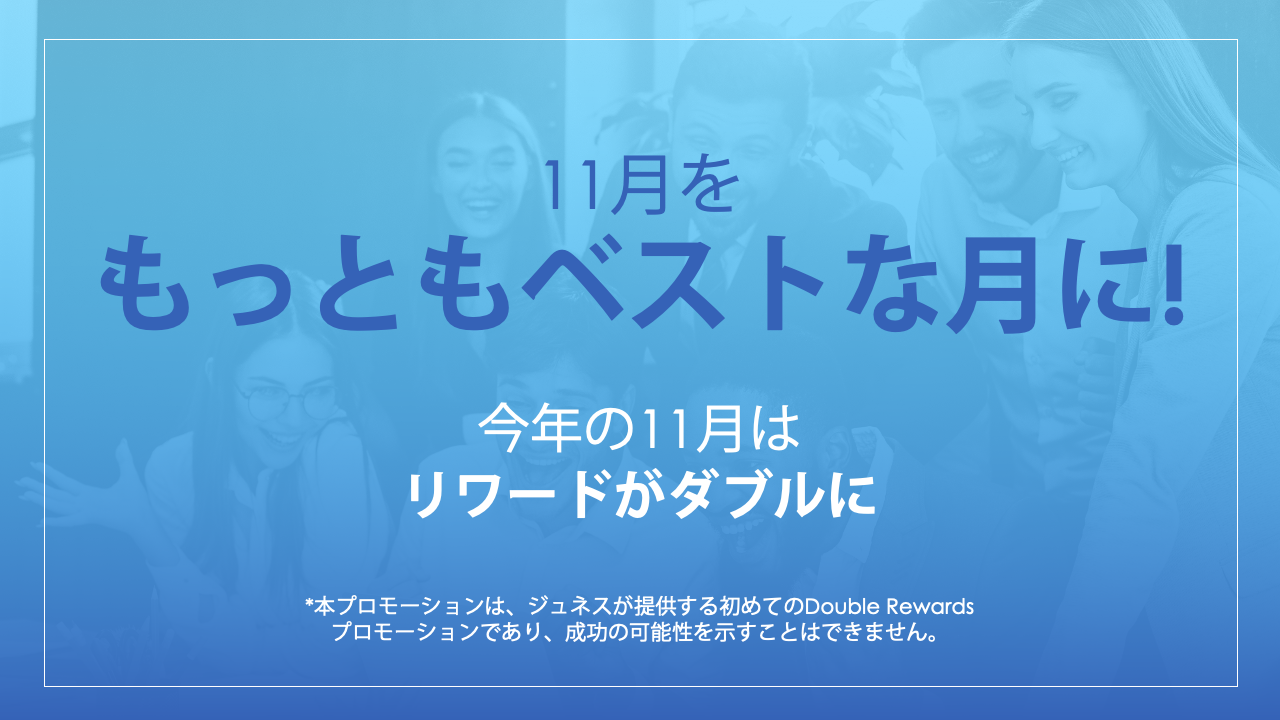 11月を
もっともベストな月に!
今年の11月は
リワードがダブルに
*本プロモーションは、ジュネスが提供する初めてのDouble Rewards
プロモーションであり、成功の可能性を示すことはできません。